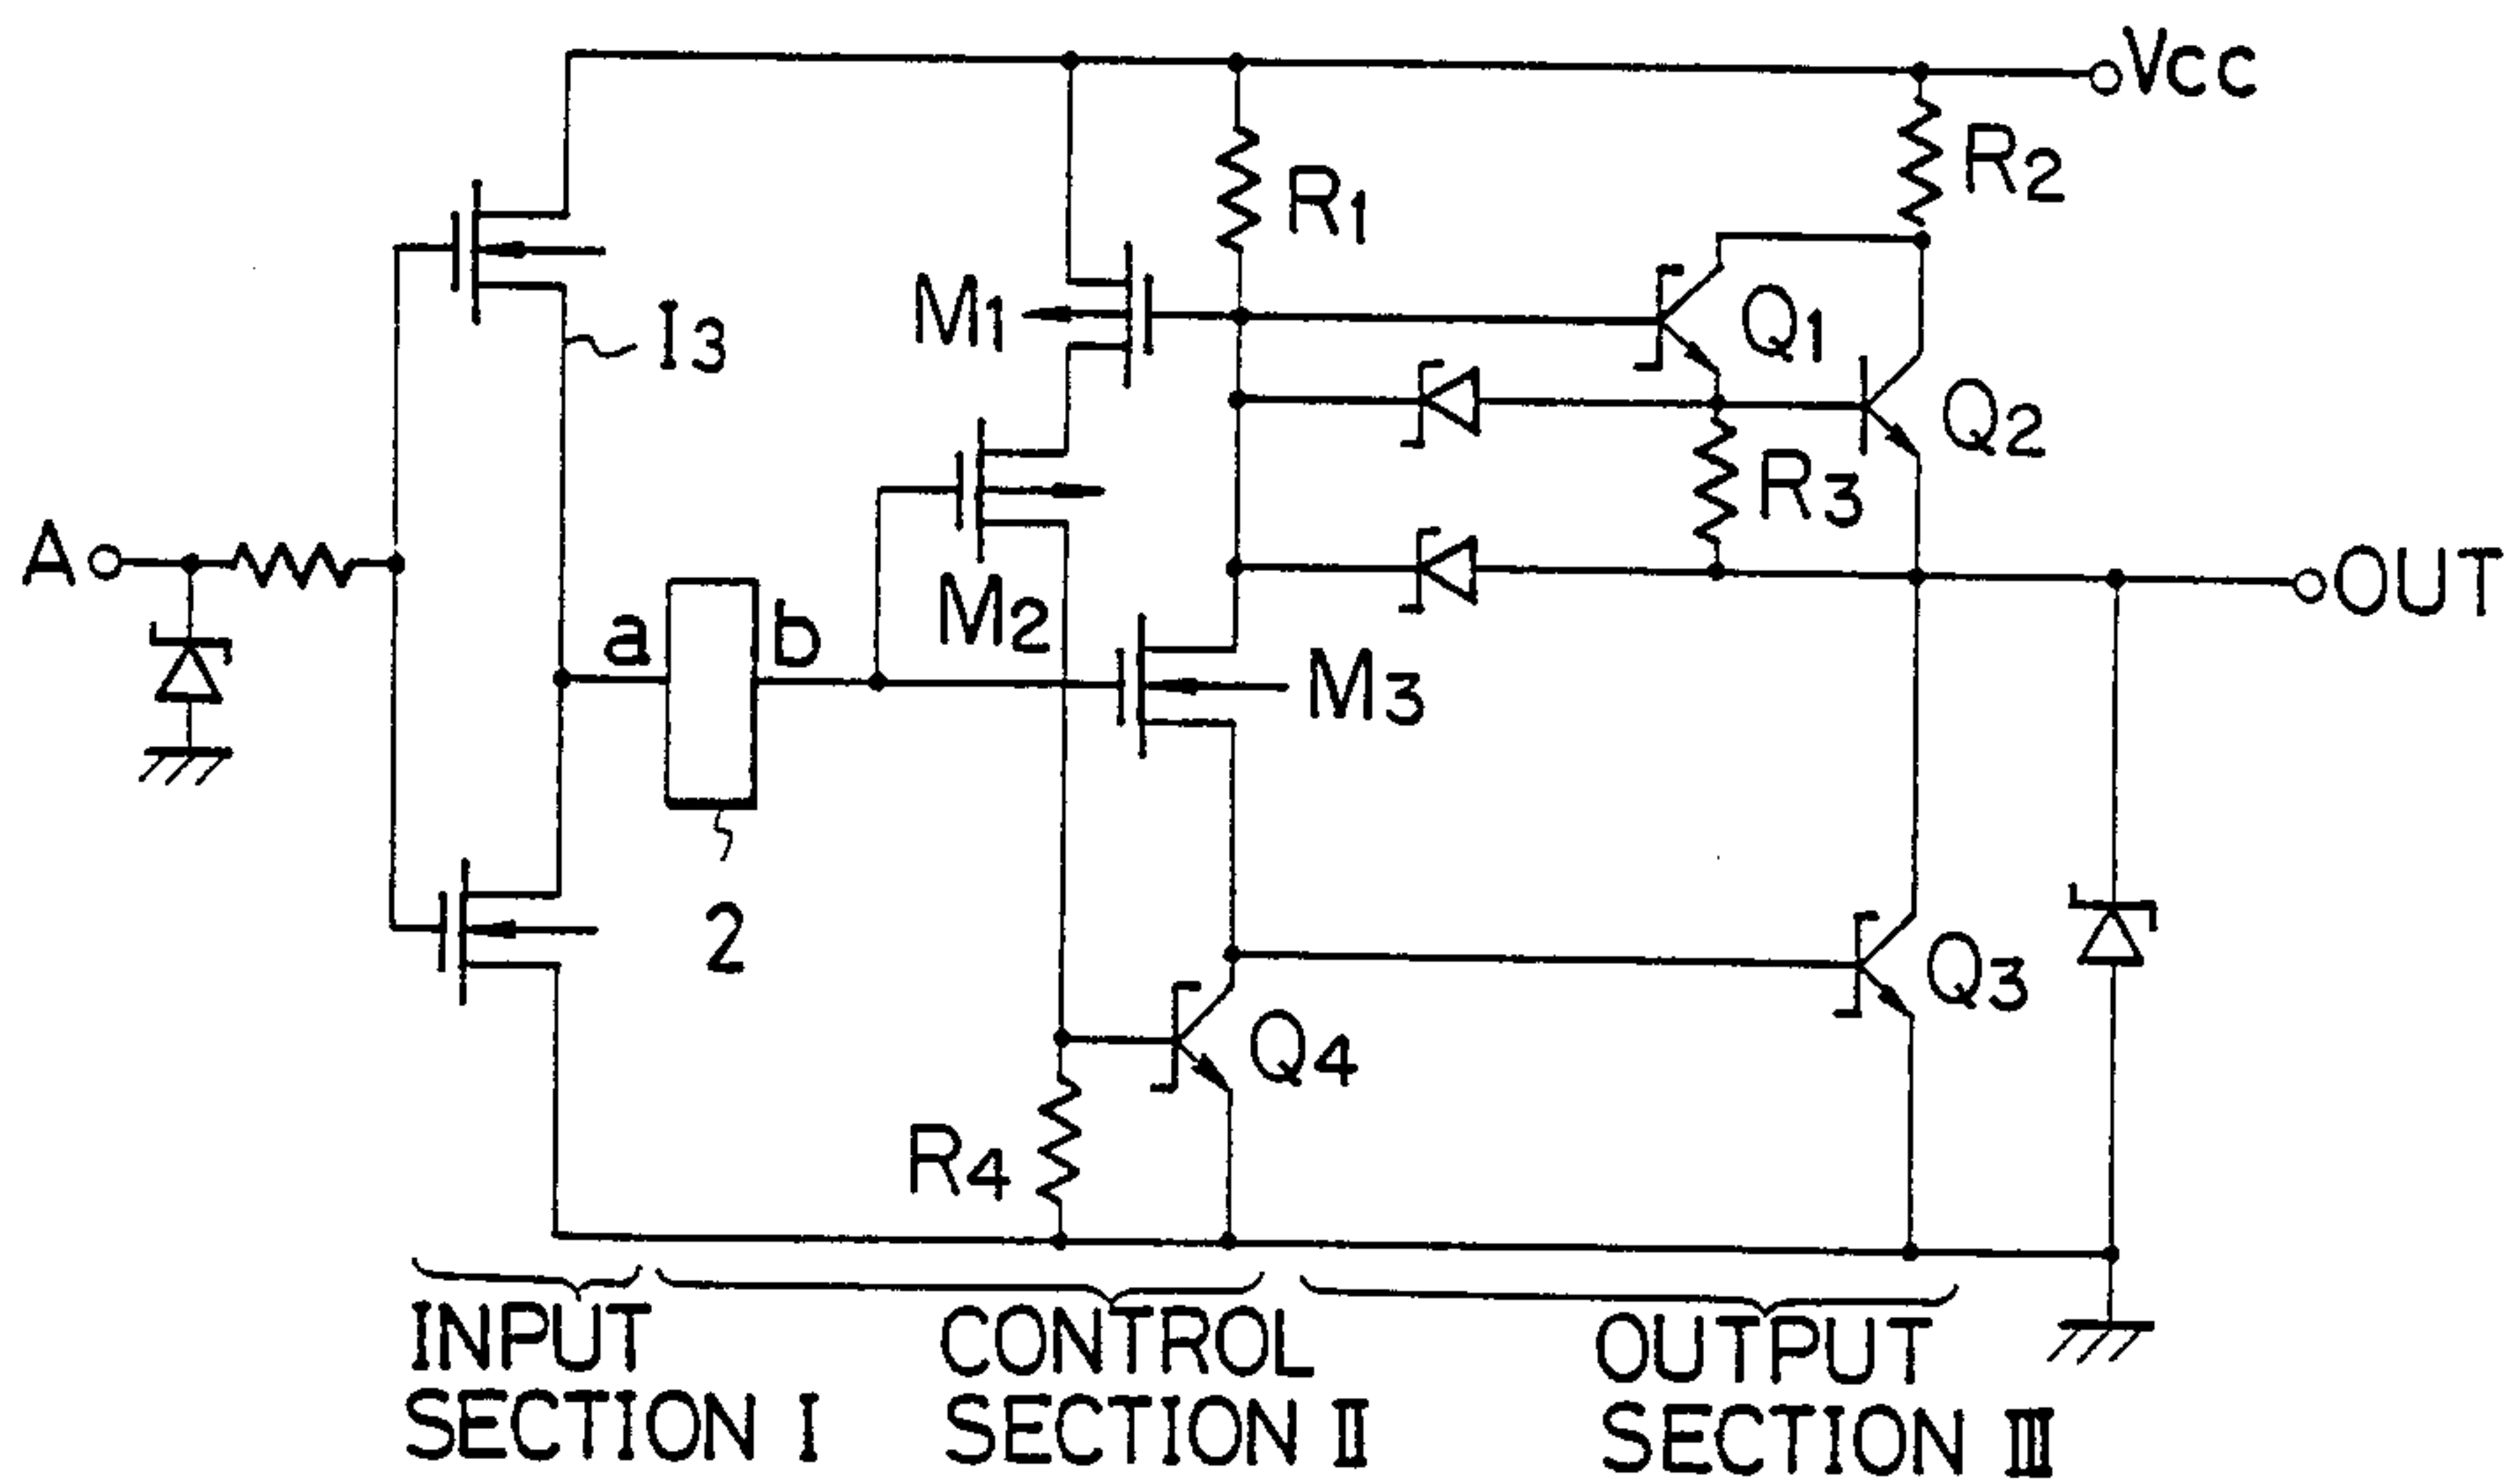 Vcc
R2
R1
M1
Q1
I3
Q2
R3
A
OUT
M2
a
b
M3
2
Q3
Q4
R4
INPUT
SECTION I
CONTROL
SECTION II
OUTPUT
SECTION III